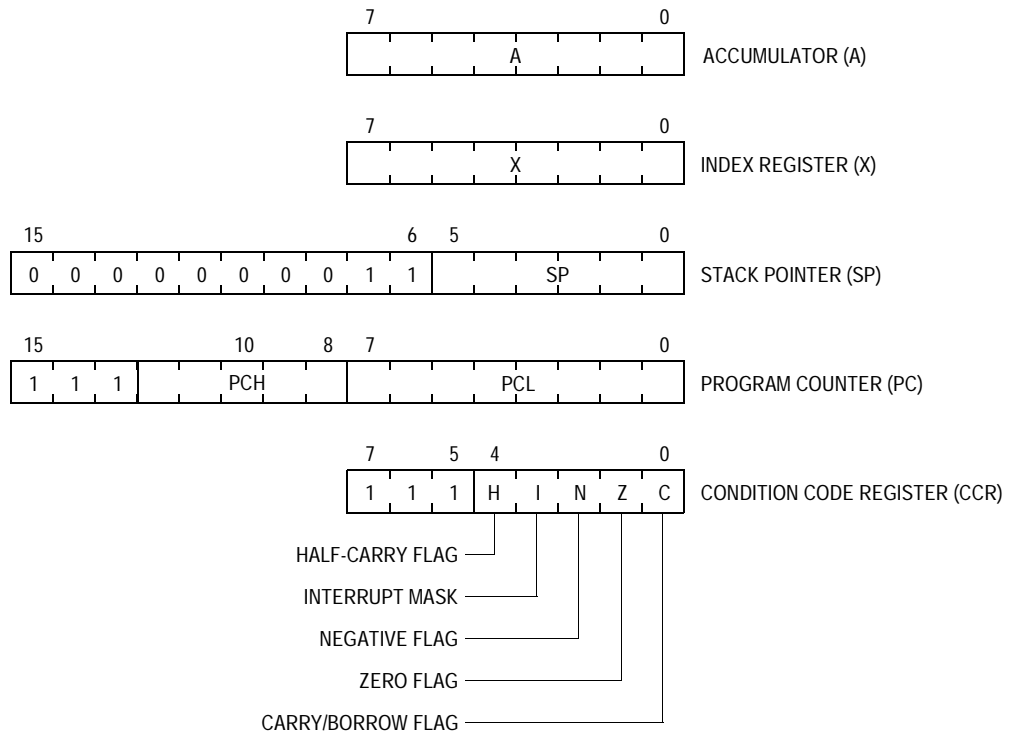 7 0
A ACCUMULATOR (A)
7 0
X INDEX REGISTER (X)
15 6 5 0
0 0 0 0 0 0 0 0 1 1 SP STACK POINTER (SP)
15 10 8 7 0
1 1 1 PCH PCL PROGRAM COUNTER (PC)
7 5 4 0
1 1 1 H I N Z C CONDITION CODE REGISTER (CCR)
HALF-CARRY FLAG
INTERRUPT MASK
NEGATIVE FLAG
ZERO FLAG
CARRY/BORROW FLAG